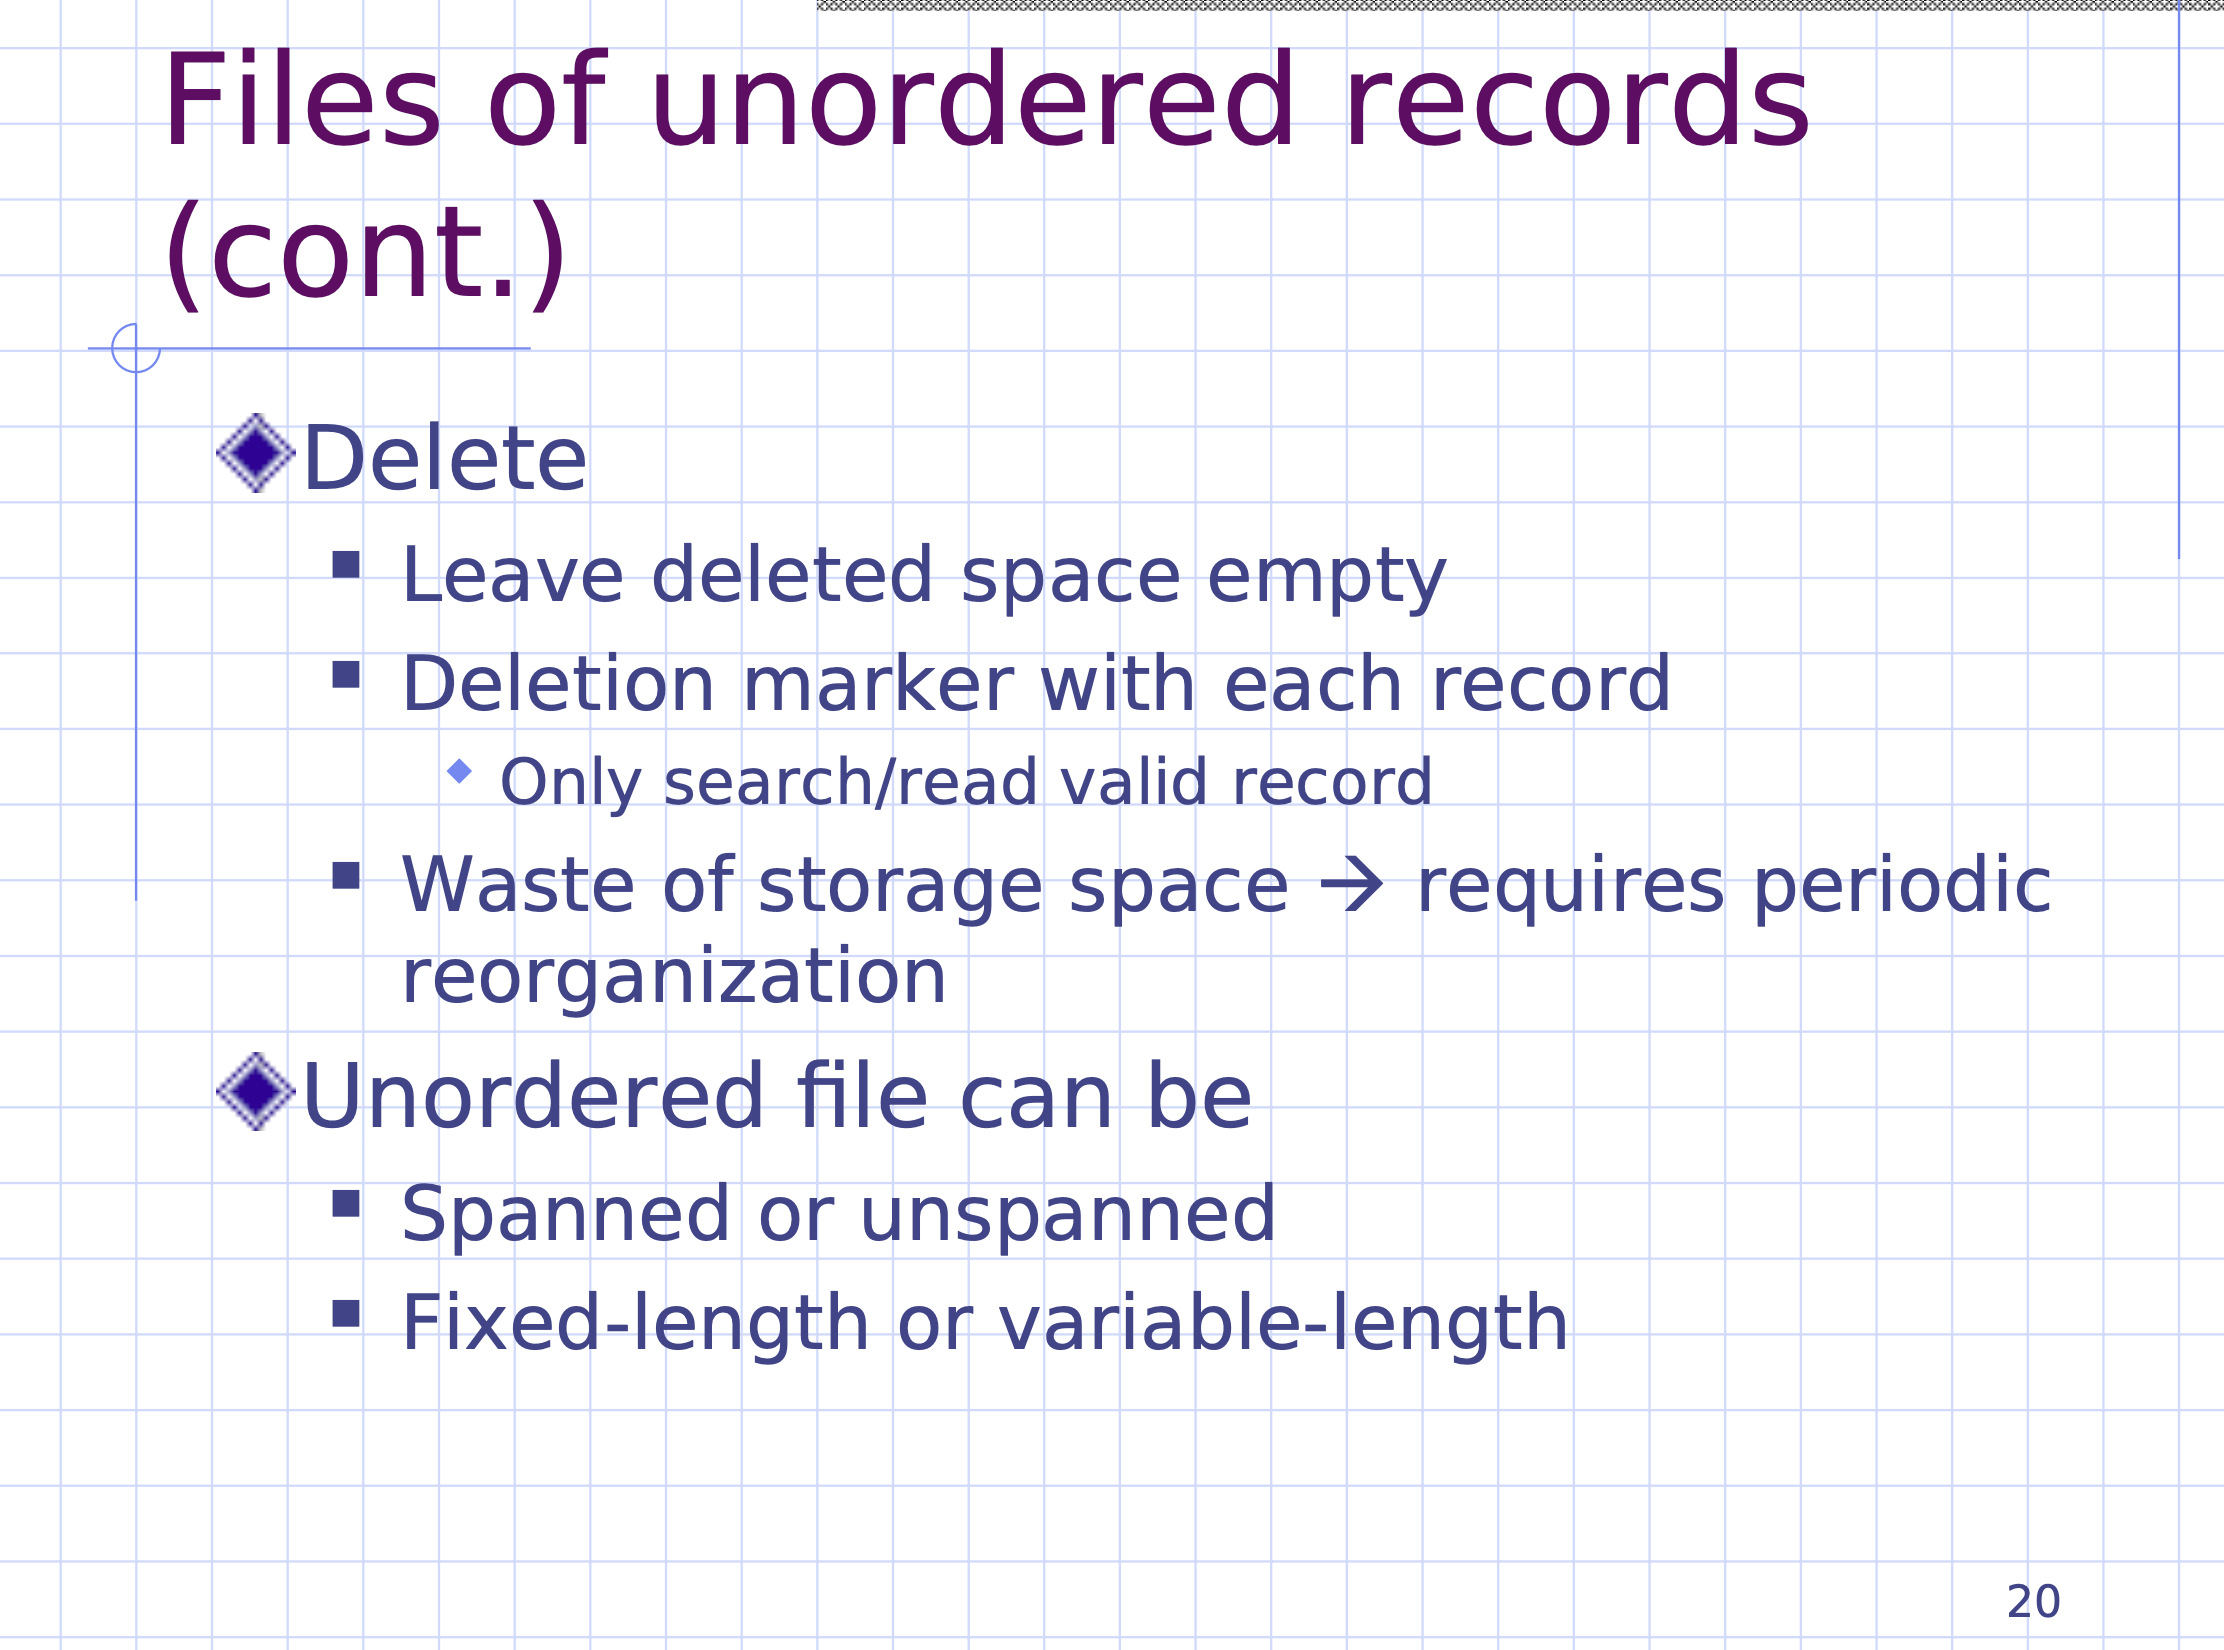 Files of unordered records
(cont.)
Delete
Leave deleted space empty
Deletion marker with each record
Only search/read valid record
Waste of storage space → requires periodic
reorganization
Unordered file can be
Spanned or unspanned
Fixed-length or variable-length
20